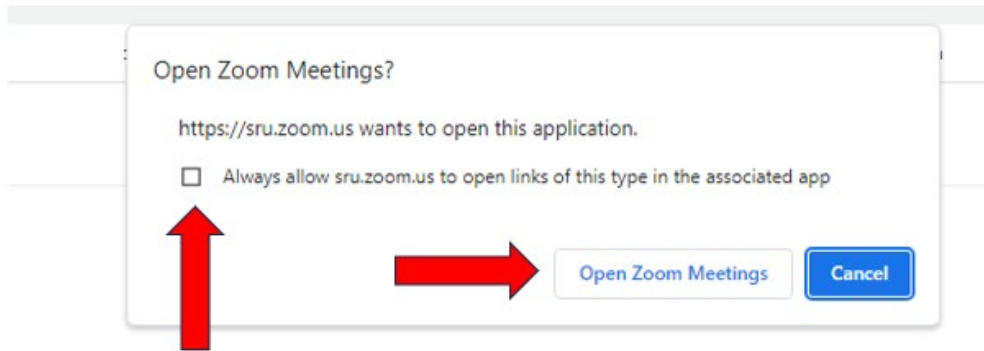 Open Zoom Meetings?
https://sru.zoom.us wants to open this application.
Always allow sru.zoom.us to open links of this type in the associated app
Open Zoom Meetings Cancel